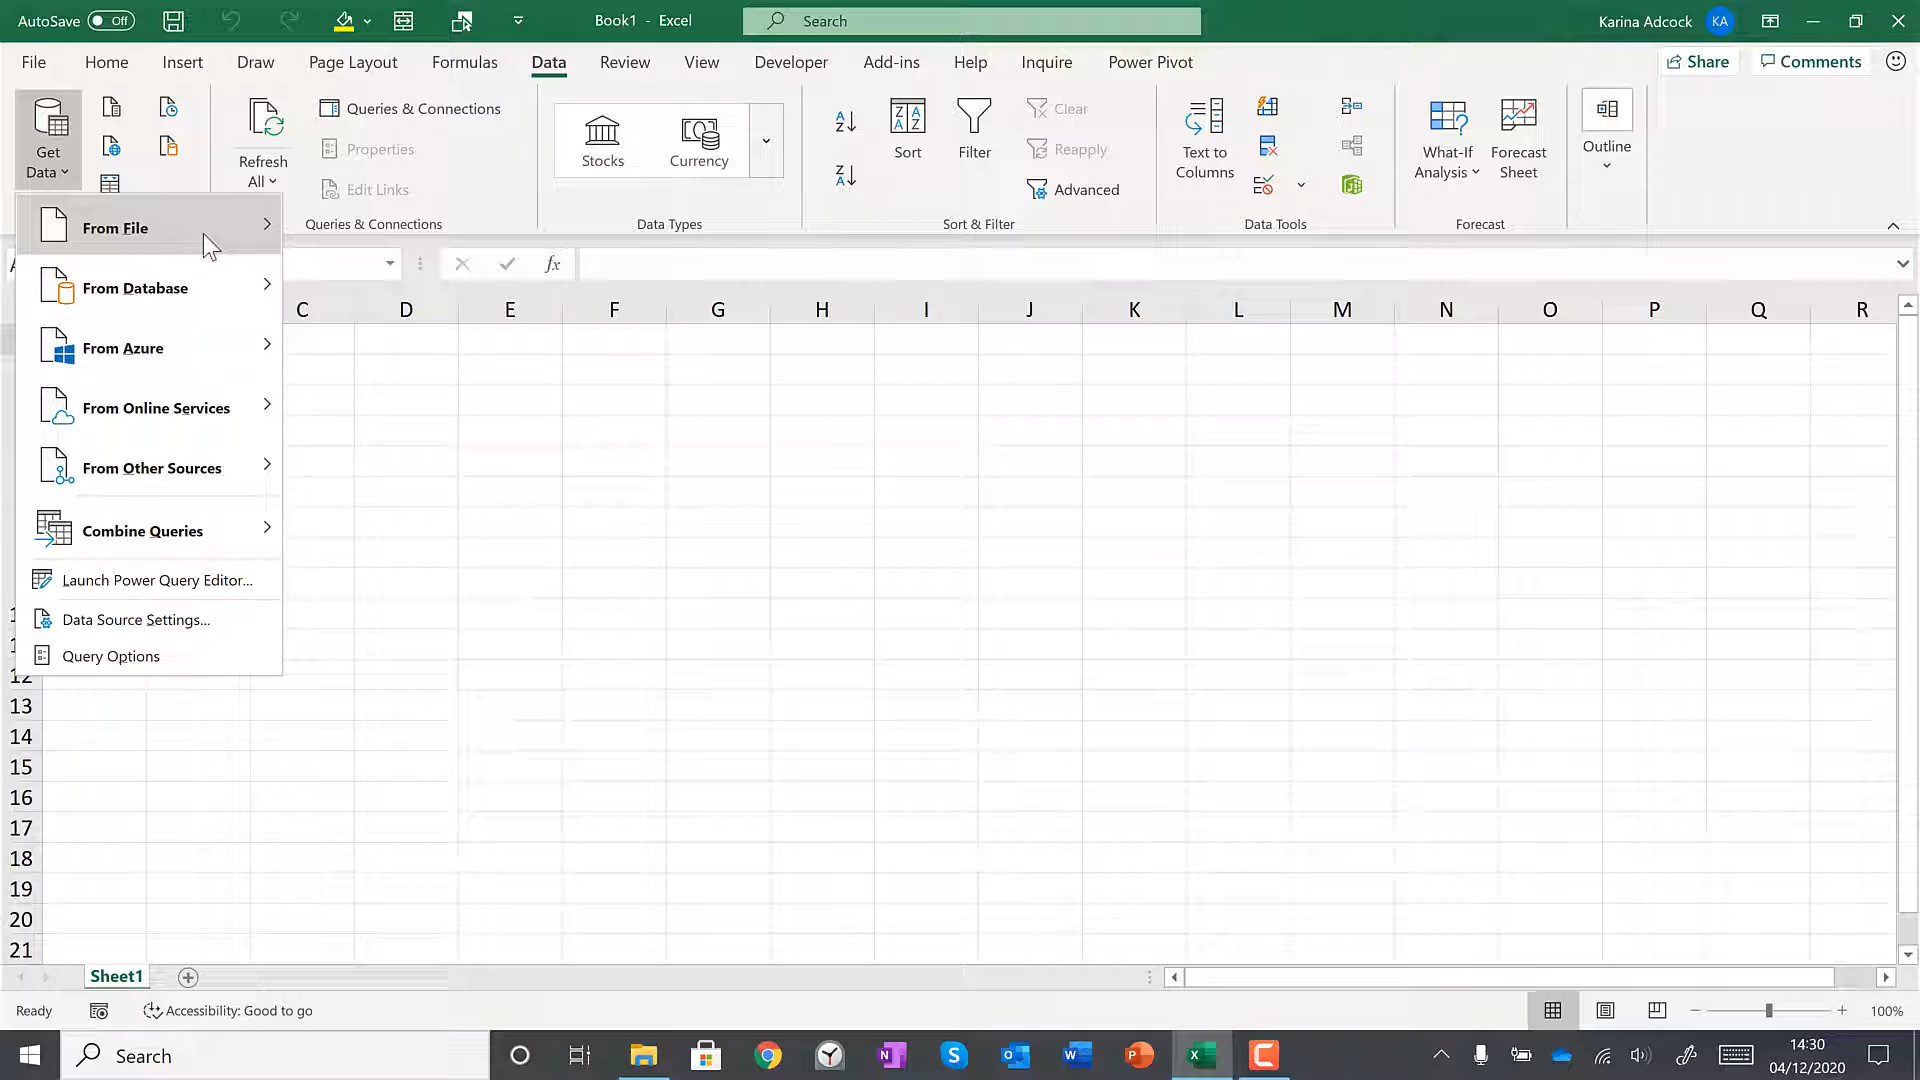 AutoSave Off Book1 - Excel Search Karina Adcock KA
File Home Insert Draw Page Layout Formulas Data Review View Developer Add-ins Help Inquire Power Pivot Share Comments
Get Data
Refresh All
Queries & Connections
Properties
Edit Links
Queries & Connections
Stocks Currency
Data Types
Sort
Filter
Clear
Reapply
Advanced
Sort & Filter
Text to Columns
Data Tools
What-If Analysis
Forecast Sheet
Forecast
Outline
From File
From Database
From Azure
From Online Services
From Other Sources
Combine Queries
Launch Power Query Editor...
Data Source Settings...
Query Options
fx
C D E F G H I J K L M N O P Q R
12
13
14
15
16
17
18
19
20
21
Sheet1
Ready Accessibility: Good to go 100%
Search
14:30
04/12/2020